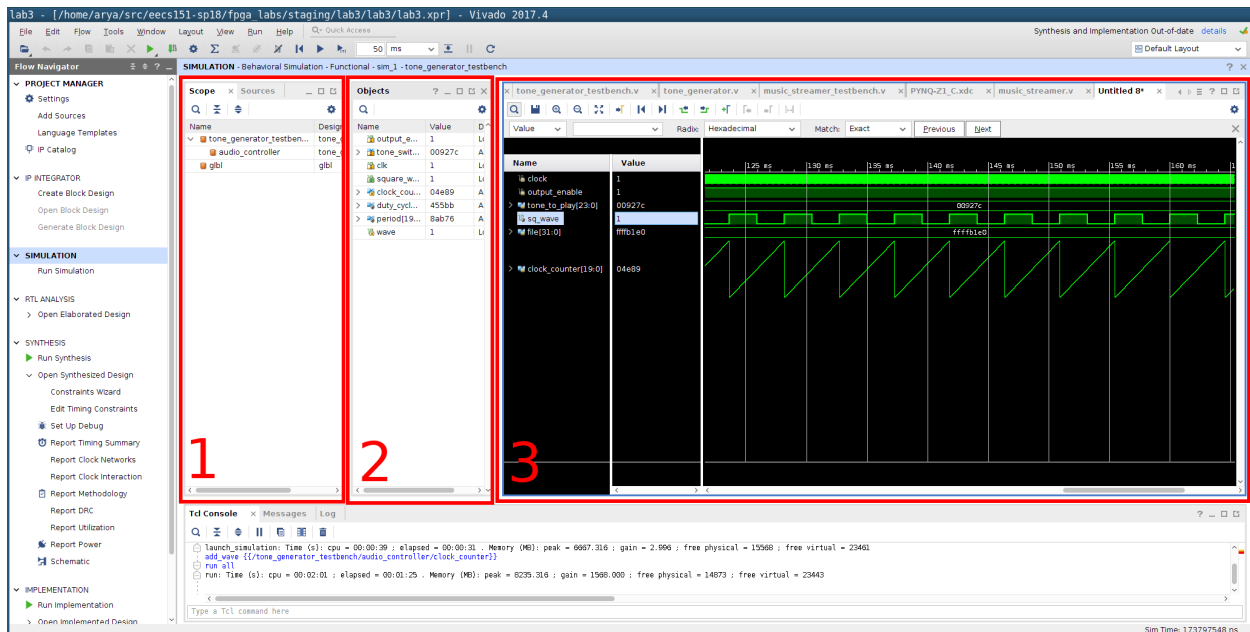 lab3 - [/home/arya/src/eecs151-sp18/fpga_labs/staging/lab3/lab3/lab3.xpr] - Vivado 2017.4
File Edit Flow Tools Window Layout View Run Help Q- Quick Access
Synthesis and Implementation Out-of-date details
50 ms
Default Layout
Flow Navigator
PROJECT MANAGER
Settings
Add Sources
Language Templates
IP Catalog
IP INTEGRATOR
Create Block Design
Open Block Design
Generate Block Design
SIMULATION
Run Simulation
RTL ANALYSIS
Open Elaborated Design
SYNTHESIS
Run Synthesis
Open Synthesized Design
Constraints Wizard
Edit Timing Constraints
Set Up Debug
Report Timing Summary
Report Clock Networks
Report Clock Interaction
Report Methodology
Report DRC
Report Utilization
Report Power
Schematic
IMPLEMENTATION
Run Implementation
Open Implemented Design
SIMULATION - Behavioral Simulation - Functional - sim_1 - tone_generator_testbench
Scope Sources
Name Design
tone_generator_testben... tone_
audio_controller tone_
glbl glbl
1
Objects
Name Value
output_e... 1
tone_swit... 00927c
clk 1
square_w... 1
clock_cou... 04e89
duty_cycl... 455bb
period[19... 8ab76
wave 1
2
tone_generator_testbench.v tone_generator.v music_streamer_testbench.v PYNQ-Z1_C.xdc music_streamer.v Untitled 8*
Value Radix: Hexadecimal Match: Exact Previous Next
Name Value
125 ms 130 ms 135 ms 140 ms 145 ms 150 ms 155 ms 160 ms
clock 1
output_enable 1
tone_to_play[23:0] 00927c 00927c
sq_wave 1
file[31:0] ffffb1e0 ffffb1e0
clock_counter[19:0] 04e89
3
Tcl Console Messages Log
launch_simulation: Time (s): cpu = 00:00:39 ; elapsed = 00:00:31 . Memory (MB): peak = 6667.316 ; gain = 2.996 ; free physical = 15568 ; free virtual = 23461
add_wave {{/tone_generator_testbench/audio_controller/clock_counter}}
run all
run: Time (s): cpu = 00:02:01 ; elapsed = 00:01:25 . Memory (MB): peak = 8235.316 ; gain = 1568.000 ; free physical = 14873 ; free virtual = 23443
Type a Tcl command here
Sim Time: 173797548 ns